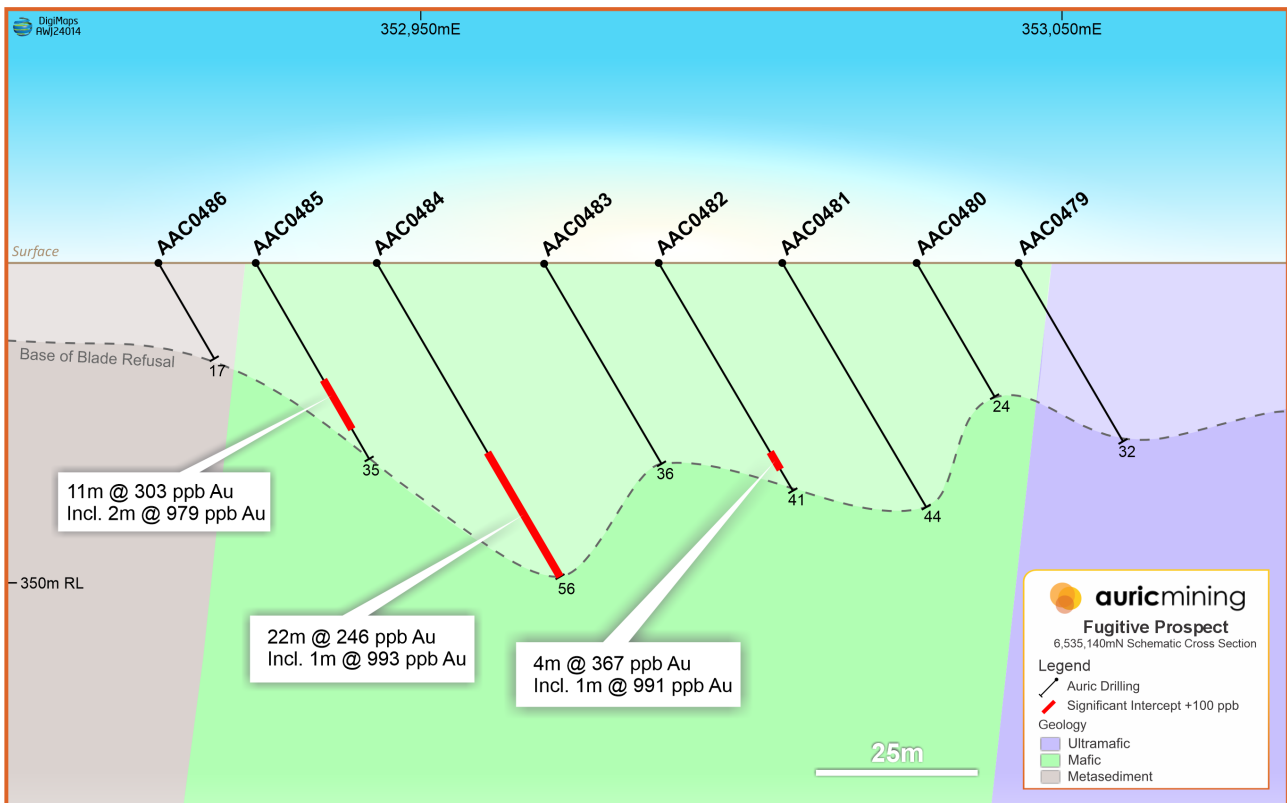 DigiMaps
AWJ24014
352,950mE
353,050mE
AAC0486
AAC0485
AAC0484
AAC0483
AAC0482
AAC0481
AAC0480
AAC0479
Surface
Base of Blade Refusal
17
35
56
36
41
44
24
32
11m @ 303 ppb Au
Incl. 2m @ 979 ppb Au
350m RL
22m @ 246 ppb Au
Incl. 1m @ 993 ppb Au
4m @ 367 ppb Au
Incl. 1m @ 991 ppb Au
25m
auricmining
Fugitive Prospect
6,535,140mN Schematic Cross Section
Legend
Auric Drilling
Significant Intercept +100 ppb
Geology
Ultramafic
Mafic
Metasediment